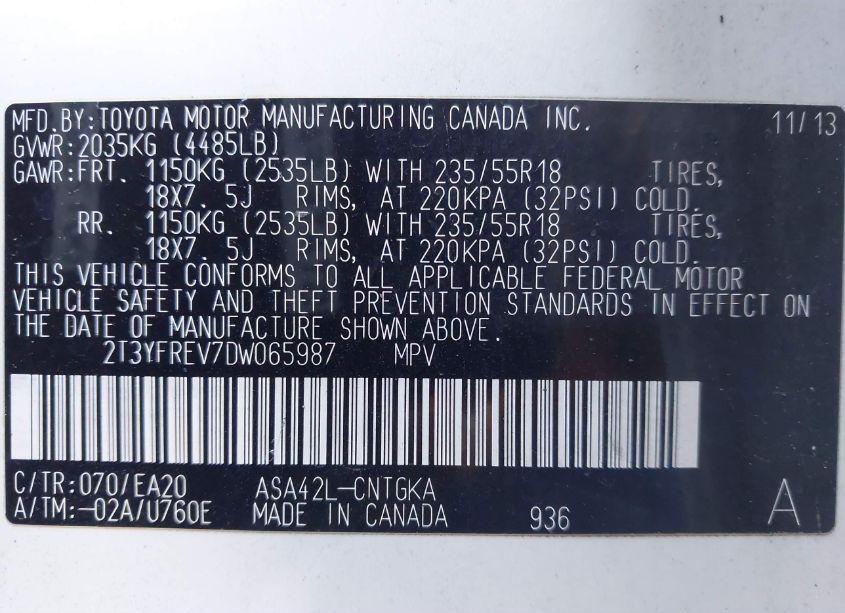 MFD.BY:TOYOTA MOTOR MANUFACTURING CANADA INC. 11/13
GVWR:2035KG (4485LB)
GAWR:FRT. 1150KG (2535LB) WITH 235/55R18 TIRES,
18X7. 5J RIMS, AT 220KPA (32PSI) COLD.
RR. 1150KG (2535LB) WITH 235/55R18 TIRES,
18X7. 5J RIMS, AT 220KPA (32PSI) COLD.
THIS VEHICLE CONFORMS TO ALL APPLICABLE FEDERAL MOTOR
VEHICLE SAFETY AND THEFT PREVENTION STANDARDS IN EFFECT ON
THE DATE OF MANUFACTURE SHOWN ABOVE.
2T3YFREV7DW065987 MPV
C/TR:070/EA20 ASA42L-CNTGKA
A/TM:-02A/U760E MADE IN CANADA 936 A